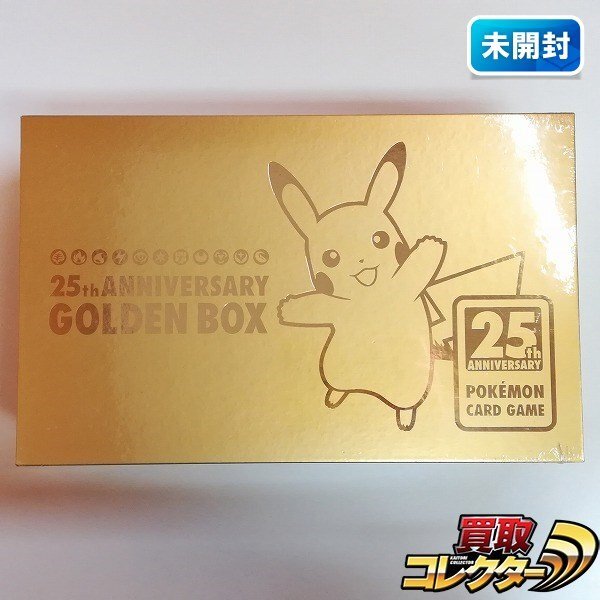 未開封
25th ANNIVERSARY
GOLDEN BOX
25th
ANNIVERSARY
POKÉMON
CARD GAME
買取
KAITORI COLLECTOR
コレクター